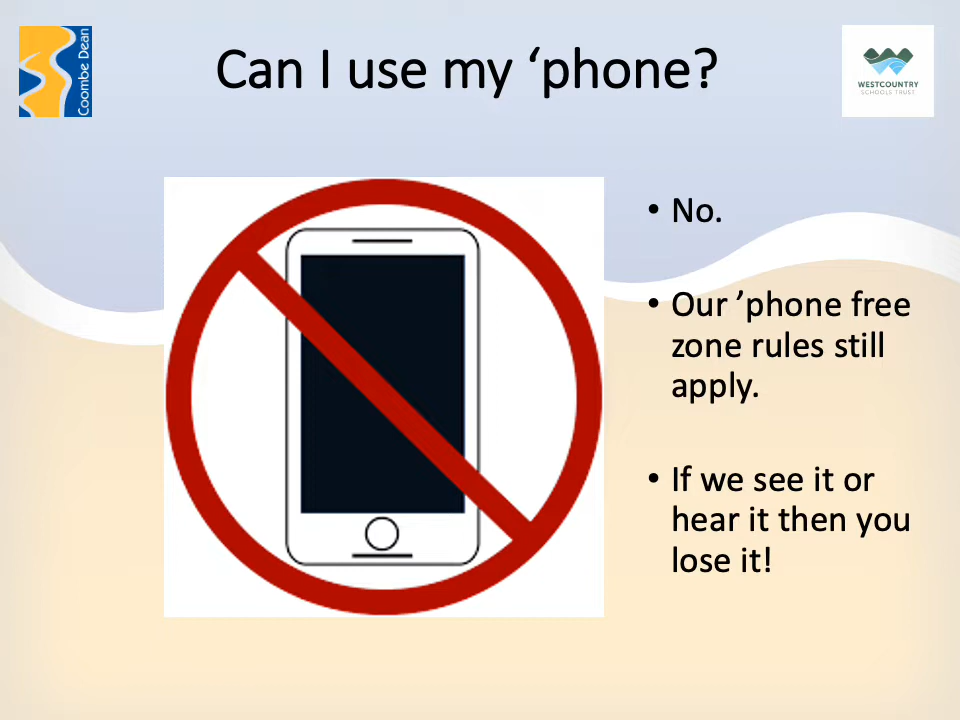 Coombe Dean
Can I use my ‘phone?
WESTCOUNTRY
SCHOOLS TRUST
• No.
• Our ’phone free
zone rules still
apply.
• If we see it or
hear it then you
lose it!